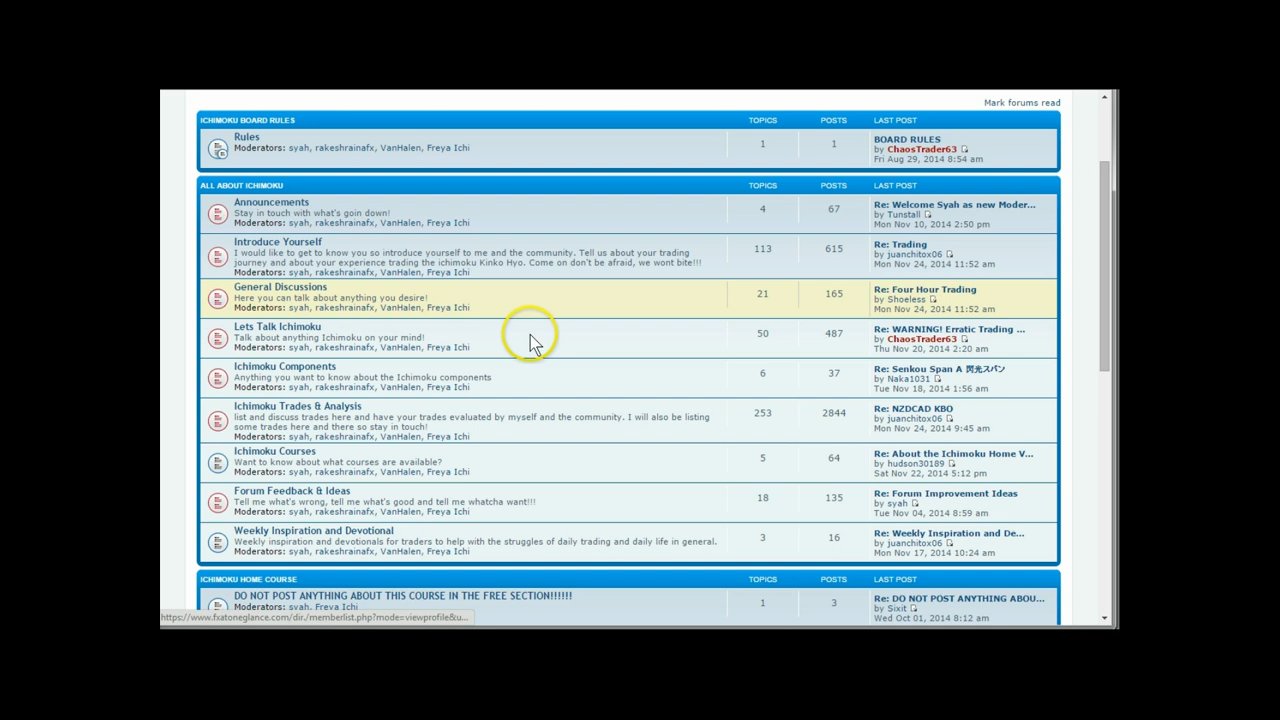 Mark forums read
ICHIMOKU BOARD RULES TOPICS POSTS LAST POST
Rules
Moderators: syah, rakeshrainafx, VanHalen, Freya Ichi
1 1
BOARD RULES
by ChaosTrader63
Fri Aug 29, 2014 8:54 am
ALL ABOUT ICHIMOKU TOPICS POSTS LAST POST
Announcements
Stay in touch with what's goin down!
Moderators: syah, rakeshrainafx, VanHalen, Freya Ichi
4 67
Re: Welcome Syah as new Moder...
by Tunstall
Mon Nov 10, 2014 2:50 pm
Introduce Yourself
I would like to get to know you so introduce yourself to me and the community. Tell us about your trading
journey and about your experience trading the ichimoku Kinko Hyo. Come on don't be afraid, we wont bite!!!
Moderators: syah, rakeshrainafx, VanHalen, Freya Ichi
113 615
Re: Trading
by juanchitox06
Mon Nov 24, 2014 11:52 am
General Discussions
Here you can talk about anything you desire!
Moderators: syah, rakeshrainafx, VanHalen, Freya Ichi
21 165
Re: Four Hour Trading
by Shoeless
Mon Nov 24, 2014 11:52 am
Lets Talk Ichimoku
Talk about anything Ichimoku on your mind!
Moderators: syah, rakeshrainafx, VanHalen, Freya Ichi
50 487
Re: WARNING! Erratic Trading ...
by ChaosTrader63
Thu Nov 20, 2014 2:20 am
Ichimoku Components
Anything you want to know about the Ichimoku components
Moderators: syah, rakeshrainafx, VanHalen, Freya Ichi
6 37
Re: Senkou Span A 閃光スパン
by Naka1031
Tue Nov 18, 2014 1:56 am
Ichimoku Trades & Analysis
list and discuss trades here and have your trades evaluated by myself and the community. I will also be listing
some trades here and there so stay in touch!
Moderators: syah, rakeshrainafx, VanHalen, Freya Ichi
253 2844
Re: NZDCAD KBO
by juanchitox06
Mon Nov 24, 2014 9:45 am
Ichimoku Courses
Want to know about what courses are available?
Moderators: syah, rakeshrainafx, VanHalen, Freya Ichi
5 64
Re: About the Ichimoku Home V...
by hudson30189
Sat Nov 22, 2014 5:12 pm
Forum Feedback & Ideas
Tell me what's wrong, tell me what's good and tell me whatcha want!!!
Moderators: syah, rakeshrainafx, VanHalen, Freya Ichi
18 135
Re: Forum Improvement Ideas
by syah
Tue Nov 04, 2014 8:59 am
Weekly Inspiration and Devotional
Weekly inspiration and devotionals for traders to help with the struggles of daily trading and daily life in general.
Moderators: syah, rakeshrainafx, VanHalen, Freya Ichi
3 16
Re: Weekly Inspiration and De...
by juanchitox06
Mon Nov 17, 2014 10:24 am
ICHIMOKU HOME COURSE TOPICS POSTS LAST POST
DO NOT POST ANYTHING ABOUT THIS COURSE IN THE FREE SECTION!!!!!!
Moderators: syah, Freya Ichi
1 3
Re: DO NOT POST ANYTHING ABOU...
by Sixit
Wed Oct 01, 2014 8:12 am
https://www.fxatoneglance.com/dir./memberlist.php?mode=viewprofile&u...